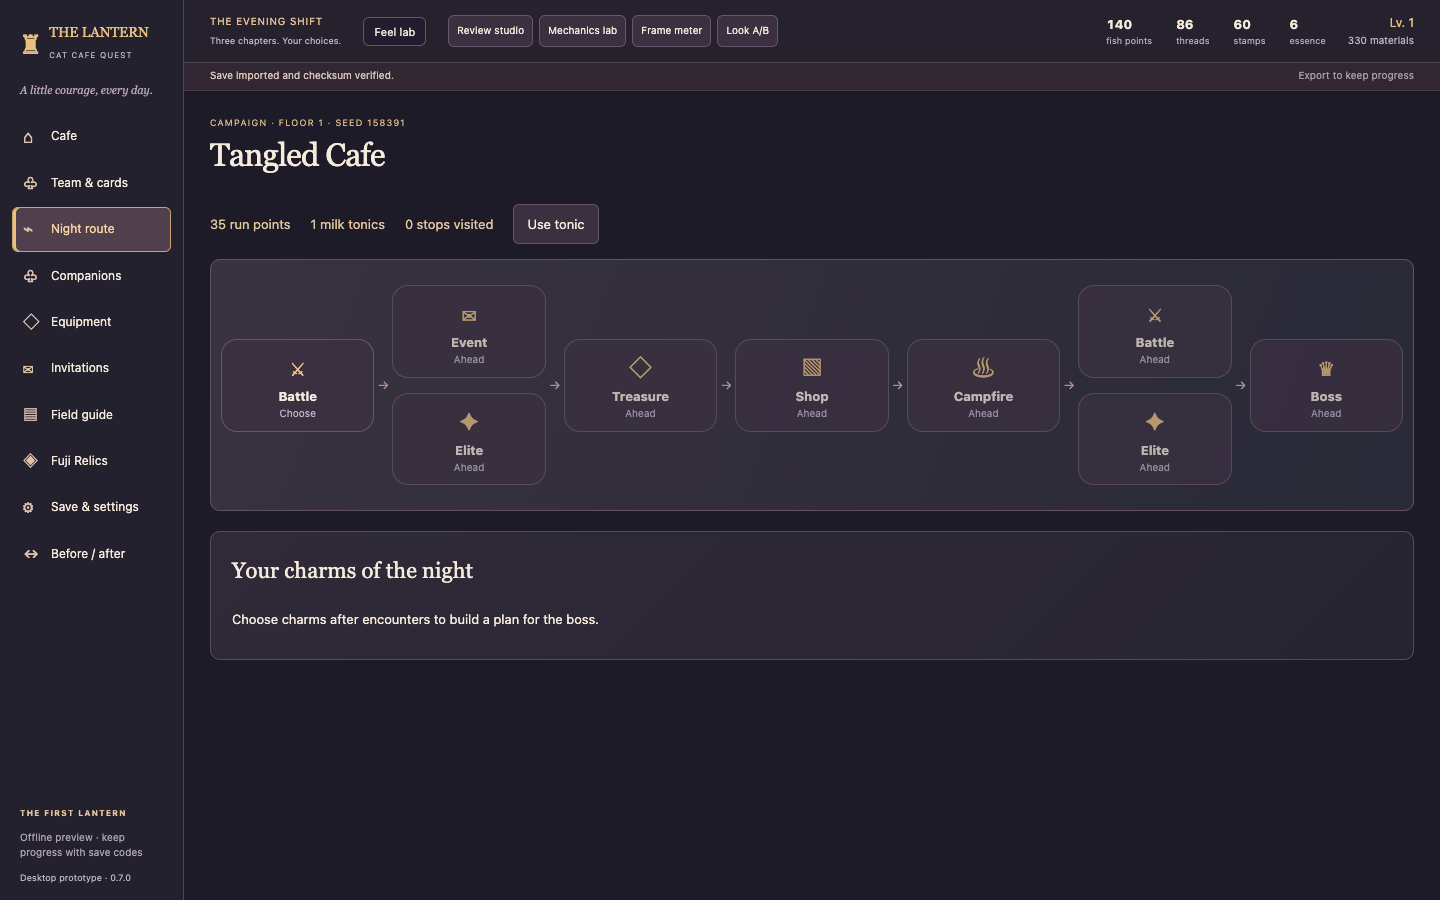 THE LANTERN
CAT CAFE QUEST
A little courage, every day.
Cafe
Team & cards
Night route
Companions
Equipment
Invitations
Field guide
Fuji Relics
Save & settings
Before / after
THE FIRST LANTERN
Offline preview · keep
progress with save codes
Desktop prototype · 0.7.0
THE EVENING SHIFT
Three chapters. Your choices.
Feel lab
Review studio
Mechanics lab
Frame meter
Look A/B
140
fish points
86
threads
60
stamps
6
essence
Lv. 1
330 materials
Save imported and checksum verified.
Export to keep progress
CAMPAIGN · FLOOR 1 · SEED 158391
Tangled Cafe
35 run points
1 milk tonics
0 stops visited
Use tonic
Battle
Choose
Event
Ahead
Elite
Ahead
Treasure
Ahead
Shop
Ahead
Campfire
Ahead
Battle
Ahead
Elite
Ahead
Boss
Ahead
Your charms of the night
Choose charms after encounters to build a plan for the boss.